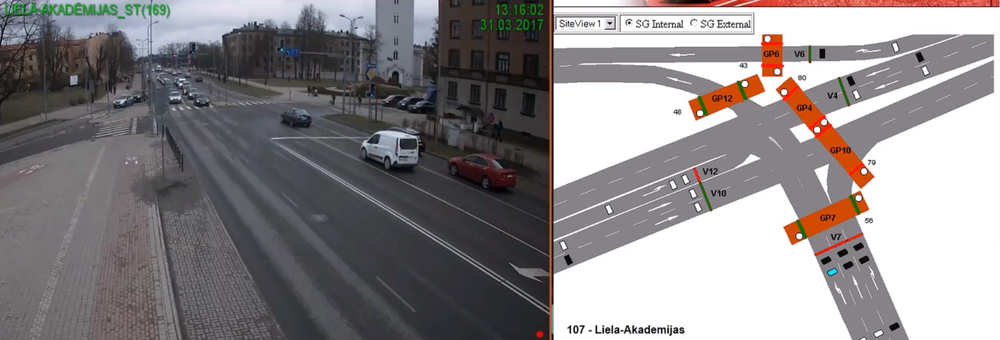 LIELĀ-AKADĒMIJAS_ST(169)
13:16:02
31.03.2017
SiteView 1
SG Internal
SG External
GP6
V6
43
80
GP12
V4
48
GP4
GP10
79
V12
V10
GP7
56
V7
107 - Liela-Akademijas